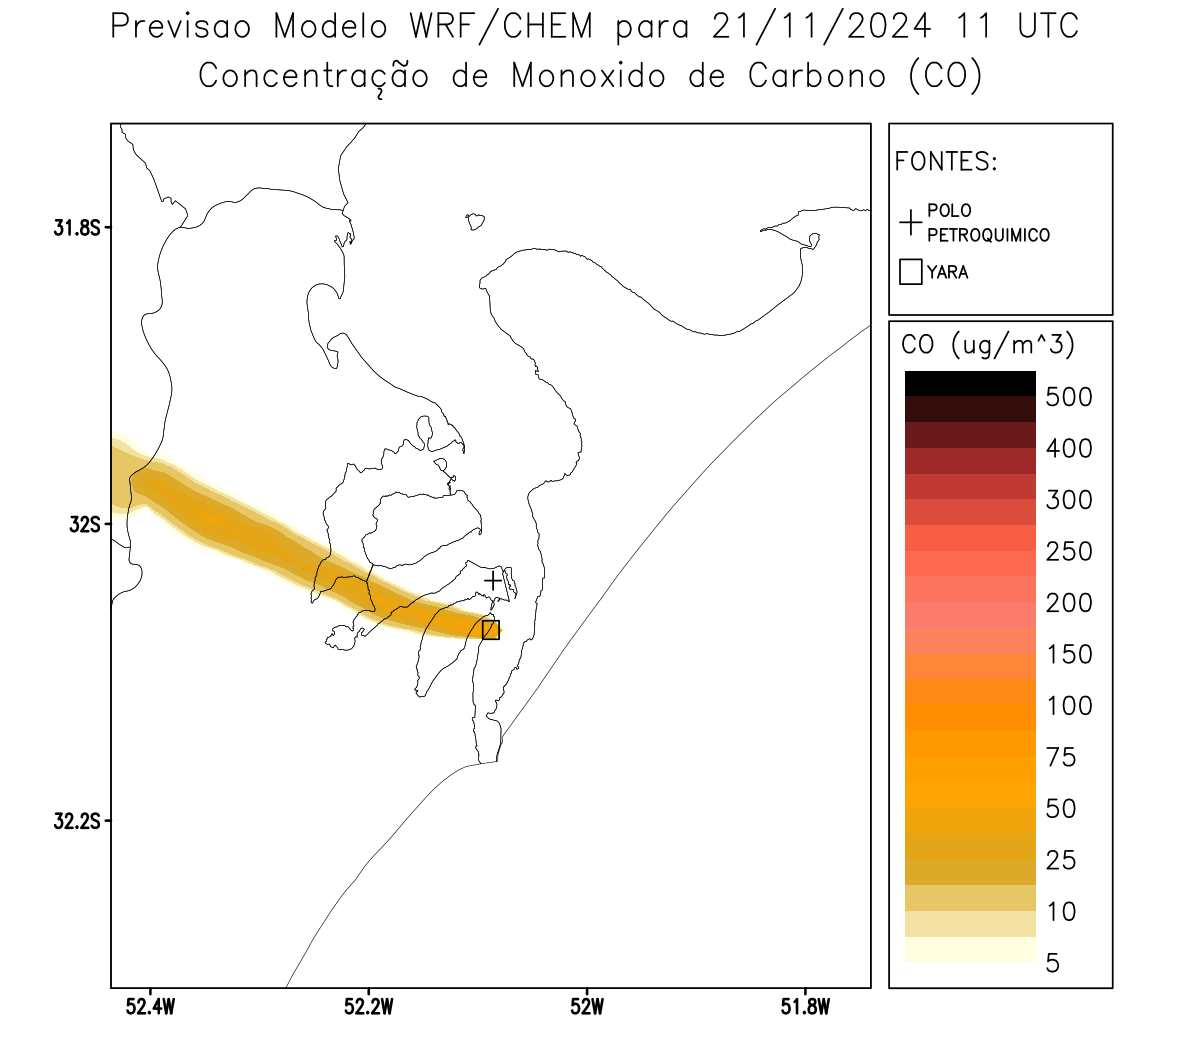 Previsao Modelo WRF/CHEM para 21/11/2024 11 UTC
Concentração de Monoxido de Carbono (CO)
FONTES:
POLO
PETROQUIMICO
YARA
CO (ug/m^3)
500
400
300
250
200
150
100
75
50
25
10
5
31.8S
32S
32.2S
52.4W
52.2W
52W
51.8W